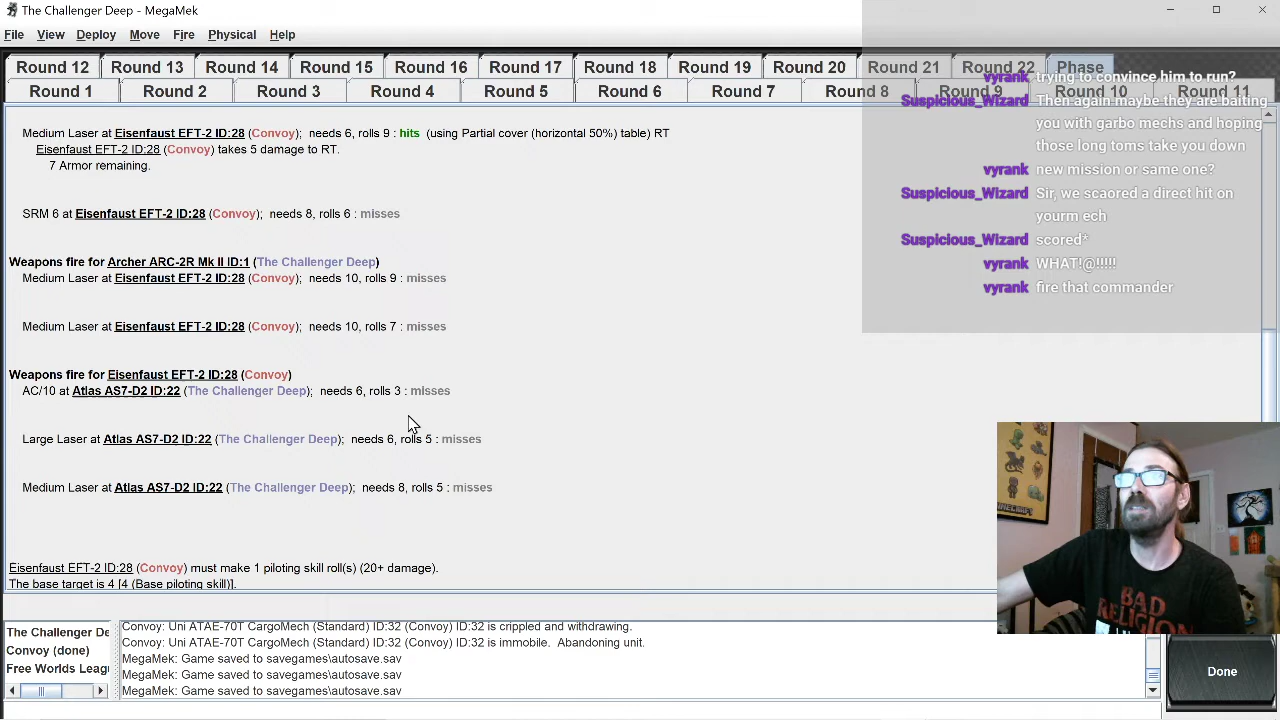 The Challenger Deep - MegaMek
File View Deploy Move Fire Physical Help
Round 12 Round 13 Round 14 Round 15 Round 16 Round 17 Round 18 Round 19 Round 20 Round 21 Round 22 Phase
Round 1 Round 2 Round 3 Round 4 Round 5 Round 6 Round 7 Round 8 Round 9 Round 10 Round 11
Medium Laser at Eisenfaust EFT-2 ID:28 (Convoy); needs 6, rolls 9 : hits (using Partial cover (horizontal 50%) table) RT
Eisenfaust EFT-2 ID:28 (Convoy) takes 5 damage to RT.
7 Armor remaining.
SRM 6 at Eisenfaust EFT-2 ID:28 (Convoy); needs 8, rolls 6 : misses
Weapons fire for Archer ARC-2R Mk II ID:1 (The Challenger Deep)
Medium Laser at Eisenfaust EFT-2 ID:28 (Convoy); needs 10, rolls 9 : misses
Medium Laser at Eisenfaust EFT-2 ID:28 (Convoy); needs 10, rolls 7 : misses
Weapons fire for Eisenfaust EFT-2 ID:28 (Convoy)
AC/10 at Atlas AS7-D2 ID:22 (The Challenger Deep); needs 6, rolls 3 : misses
Large Laser at Atlas AS7-D2 ID:22 (The Challenger Deep); needs 6, rolls 5 : misses
Medium Laser at Atlas AS7-D2 ID:22 (The Challenger Deep); needs 8, rolls 5 : misses
Eisenfaust EFT-2 ID:28 (Convoy) must make 1 piloting skill roll(s) (20+ damage).
The base target is 4 [4 (Base piloting skill)].
vyrank trying to convince him to run?
Suspicious_Wizard Then again maybe they are baiting
you with garbo mechs and hoping
those long toms take you down
vyrank new mission or same one?
Suspicious_Wizard Sir, we scaored a direct hit on
yourm ech
Suspicious_Wizard scored*
vyrank WHAT!@!!!!!
vyrank fire that commander
MINECRAFT
BAD
RELIGION
The Challenger De
Convoy (done)
Free Worlds Leag
Convoy: Uni ATAE-70T CargoMech (Standard) ID:32 (Convoy) ID:32 is crippled and withdrawing.
Convoy: Uni ATAE-70T CargoMech (Standard) ID:32 (Convoy) ID:32 is immobile. Abandoning unit.
MegaMek: Game saved to savegames\autosave.sav
MegaMek: Game saved to savegames\autosave.sav
MegaMek: Game saved to savegames\autosave.sav
Done